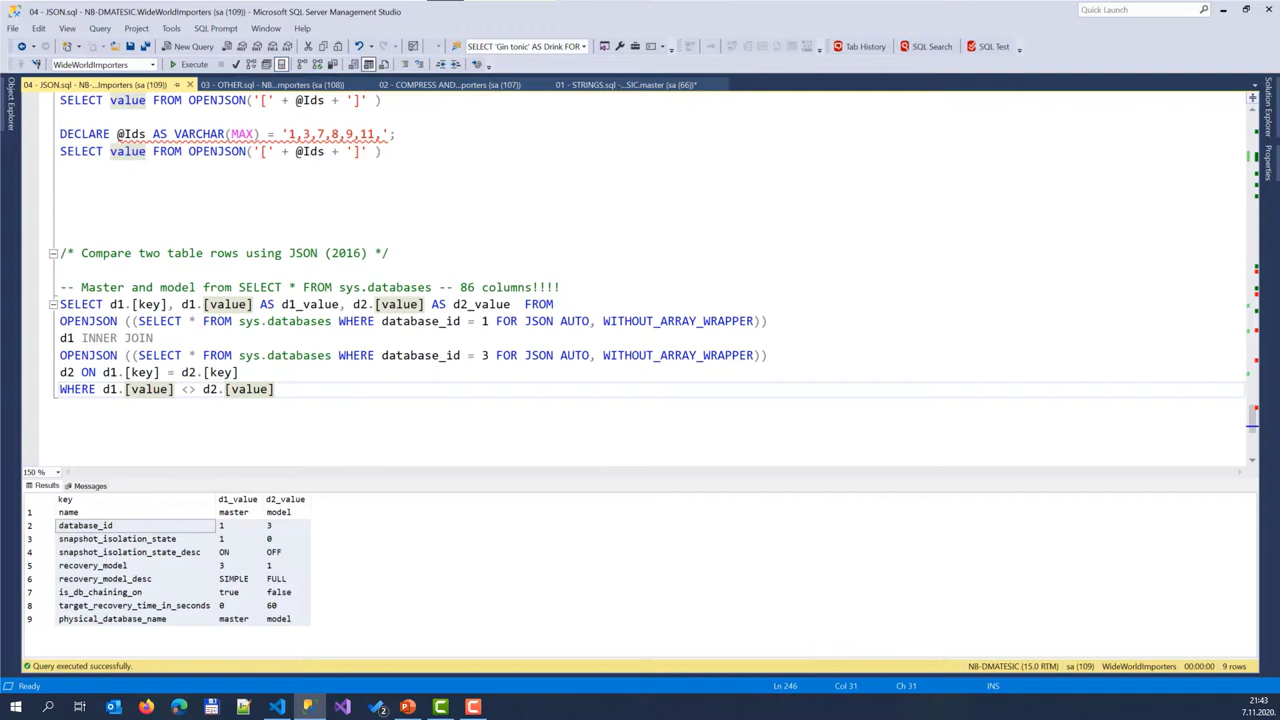 04 - JSON.sql - NB-DMATESIC.WideWorldImporters (sa (109)) - Microsoft SQL Server Management Studio
Quick Launch
File Edit View Query Project Tools SQL Prompt Window Help
New Query
SELECT 'Gin tonic' AS Drink FOR
Tab History
SQL Search
SQL Test
WideWorldImporters
Execute
04 - JSON.sql - NB-...Importers (sa (109))
03 - OTHER.sql - NB...mporters (sa (108))
02 - COMPRESS AND...porters (sa (107))
01 - STRINGS.sql - ...SIC.master (sa (66))*
Object Explorer
Solution Explorer
Properties
SELECT value FROM OPENJSON('[' + @Ids + ']' )
DECLARE @Ids AS VARCHAR(MAX) = '1,3,7,8,9,11,';
SELECT value FROM OPENJSON('[' + @Ids + ']' )
/* Compare two table rows using JSON (2016) */
-- Master and model from SELECT * FROM sys.databases -- 86 columns!!!!
SELECT d1.[key], d1.[value] AS d1_value, d2.[value] AS d2_value  FROM
OPENJSON ((SELECT * FROM sys.databases WHERE database_id = 1 FOR JSON AUTO, WITHOUT_ARRAY_WRAPPER))
d1 INNER JOIN
OPENJSON ((SELECT * FROM sys.databases WHERE database_id = 3 FOR JSON AUTO, WITHOUT_ARRAY_WRAPPER))
d2 ON d1.[key] = d2.[key]
WHERE d1.[value] <> d2.[value]
150 %
Results Messages
key d1_value d2_value
1 name master model
2 database_id 1 3
3 snapshot_isolation_state 1 0
4 snapshot_isolation_state_desc ON OFF
5 recovery_model 3 1
6 recovery_model_desc SIMPLE FULL
7 is_db_chaining_on true false
8 target_recovery_time_in_seconds 0 60
9 physical_database_name master model
Query executed successfully.
NB-DMATESIC (15.0 RTM) sa (109) WideWorldImporters 00:00:00 9 rows
Ready
Ln 246 Col 31 Ch 31 INS
21:43
7.11.2020.